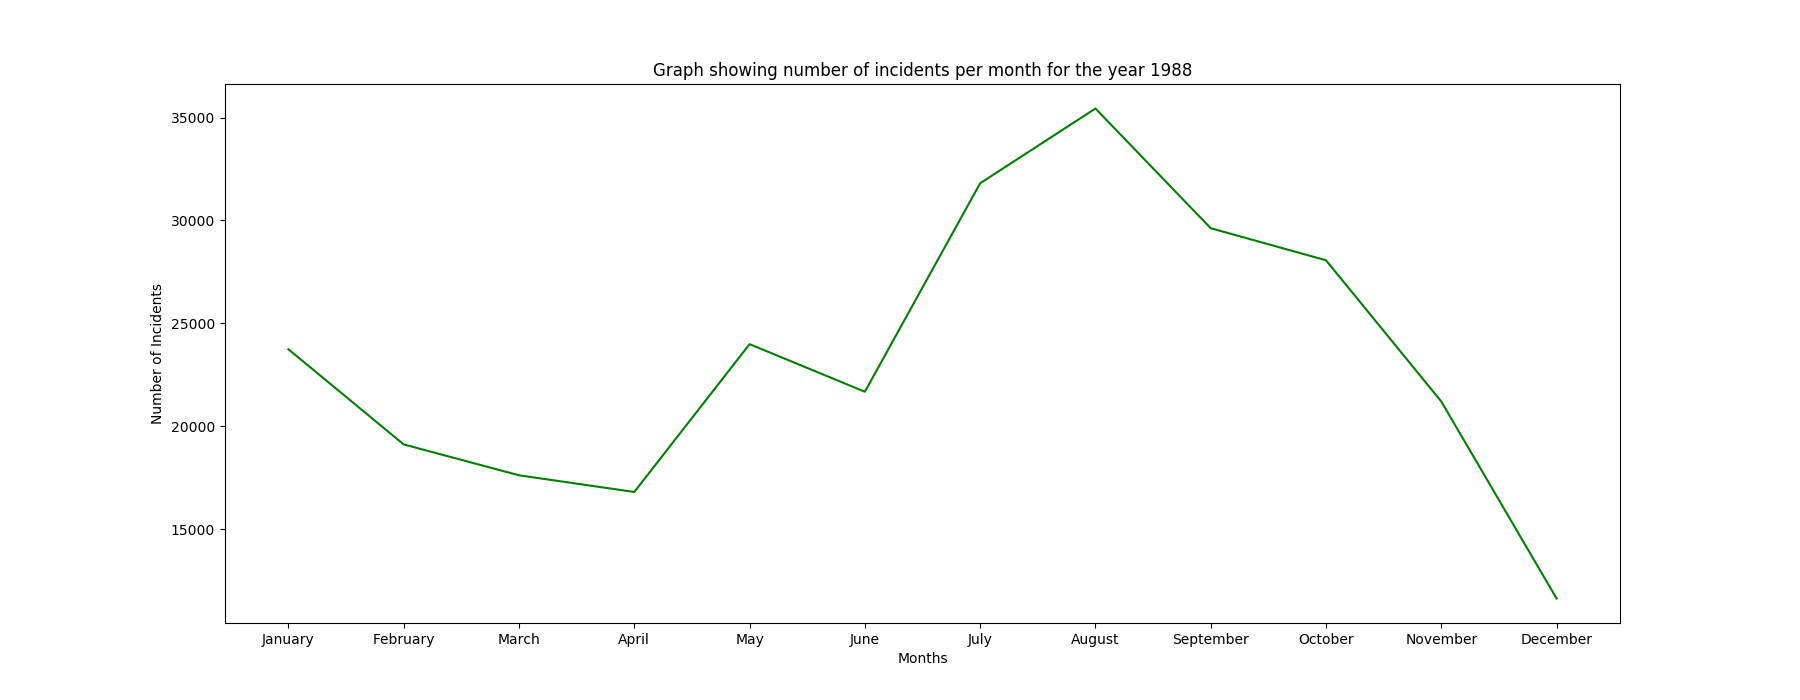 Graph showing number of incidents per month for the year 1988
35000
30000
25000
20000
15000
Number of Incidents
January February March April May June July August September October November December
Months